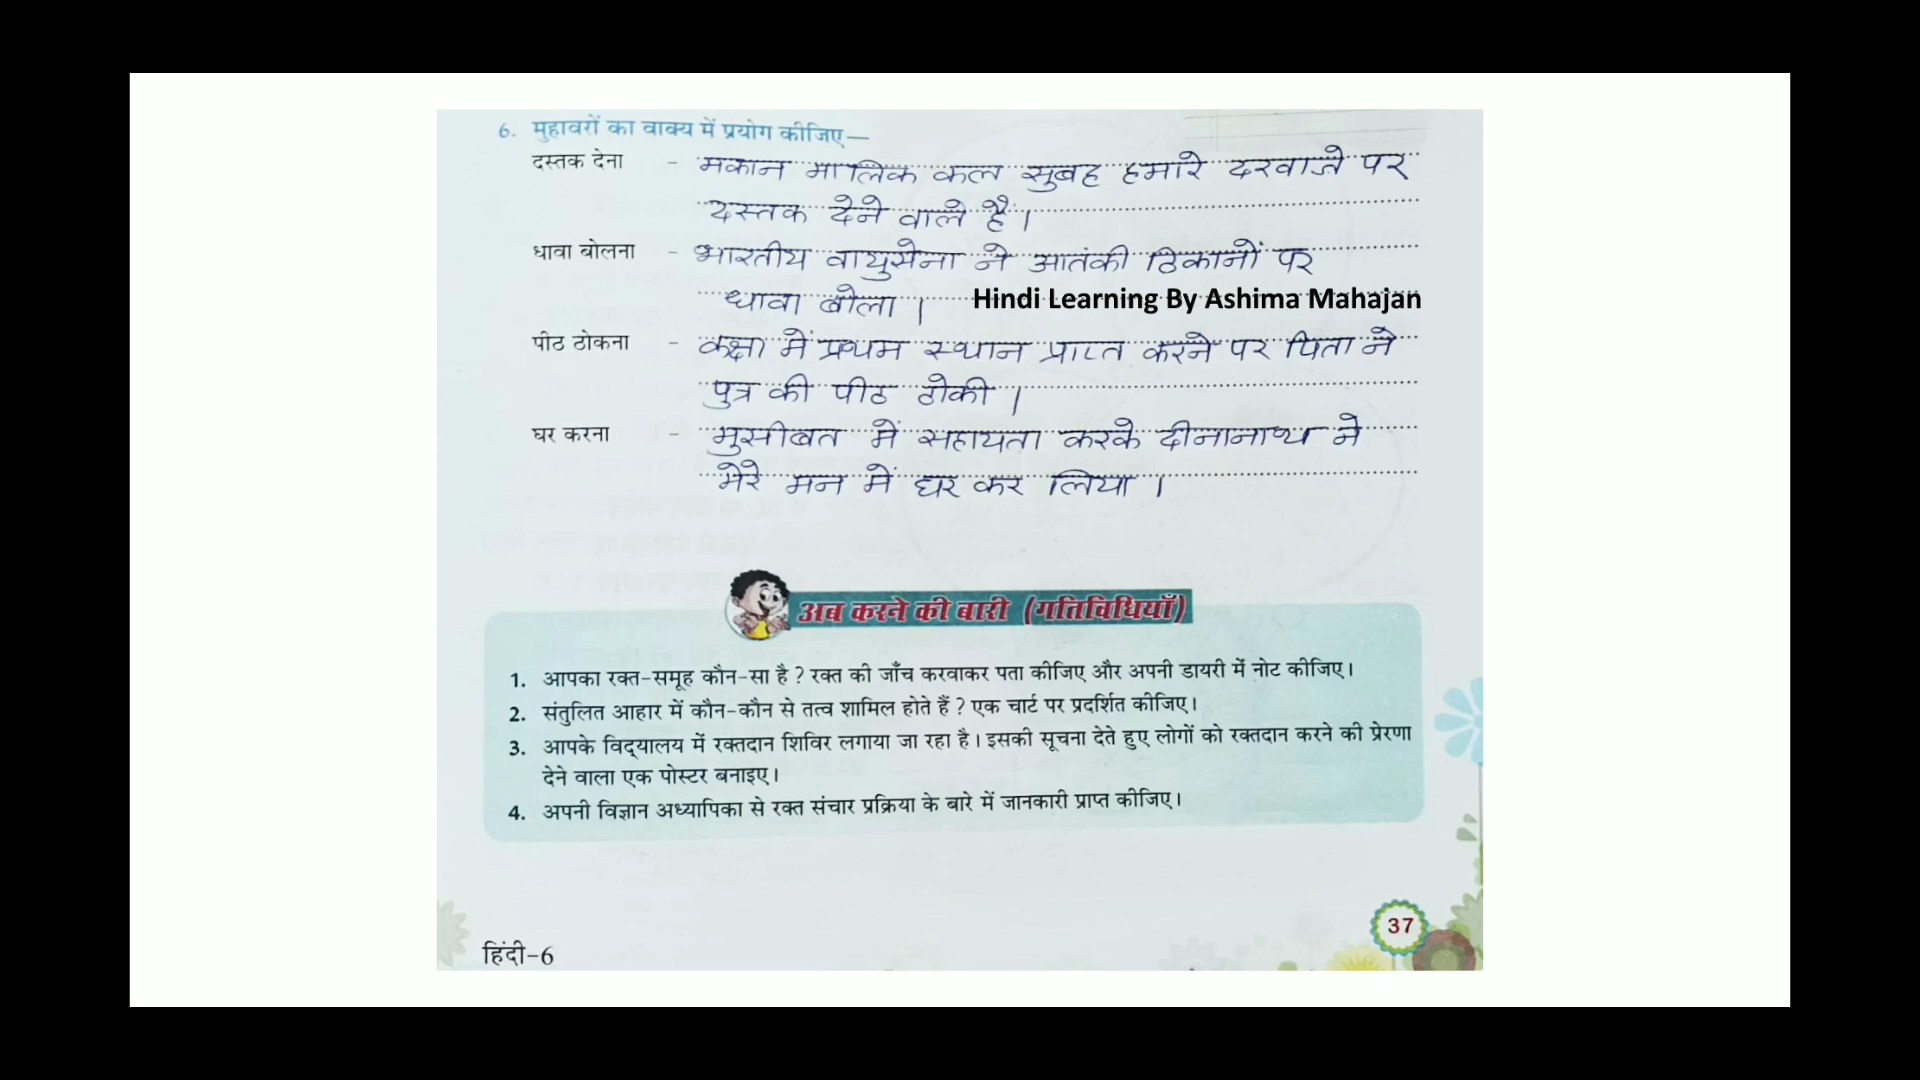 6. मुहावरों का वाक्य में प्रयोग कीजिए—
दस्तक देना - मकान मालिक कल सुबह हमारे दरवाजे पर
दस्तक देने वाले हैं।
धावा बोलना - भारतीय वायुसेना ने आतंकी ठिकानों पर
धावा बोला।
Hindi Learning By Ashima Mahajan
पीठ ठोकना - कक्षा में प्रथम स्थान प्राप्त करने पर पिता ने
पुत्र की पीठ ठोकी।
घर करना - मुसीबत में सहायता करके दीनानाथ ने
मेरे मन में घर कर लिया।
अब करने की बारी (गतिविधियाँ)
1. आपका रक्त-समूह कौन-सा है? रक्त की जाँच करवाकर पता कीजिए और अपनी डायरी में नोट कीजिए।
2. संतुलित आहार में कौन-कौन से तत्व शामिल होते हैं? एक चार्ट पर प्रदर्शित कीजिए।
3. आपके विद्यालय में रक्तदान शिविर लगाया जा रहा है। इसकी सूचना देते हुए लोगों को रक्तदान करने की प्रेरणा
देने वाला एक पोस्टर बनाइए।
4. अपनी विज्ञान अध्यापिका से रक्त संचार प्रक्रिया के बारे में जानकारी प्राप्त कीजिए।
37
हिंदी-6